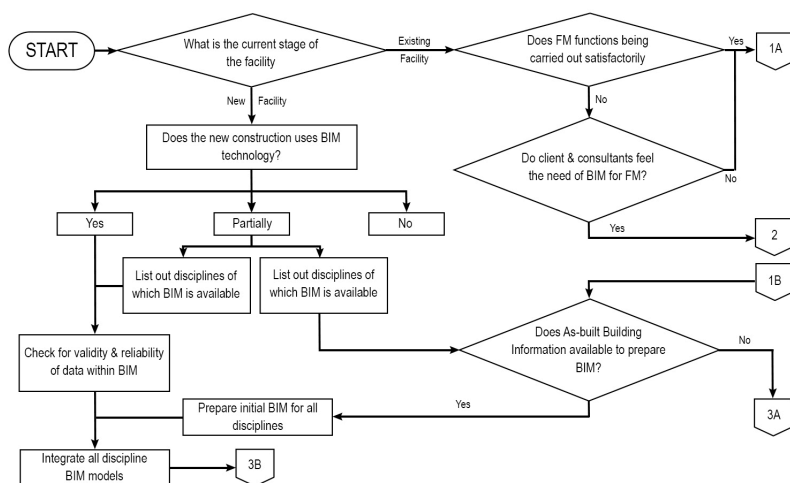 START
What is the current stage of
the facility
Existing
Facility
Does FM functions being
carried out satisfactorily
Yes
1A
New Facility
No
Does the new construction uses BIM
technology?
Do client & consultants feel
the need of BIM for FM?
No
Yes
Partially
No
Yes
2
List out disciplines of
which BIM is available
List out disciplines of
which BIM is available
1B
Does As-built Building
Information available to prepare
BIM?
No
Check for validity & reliability
of data within BIM
3A
Yes
Prepare initial BIM for all
disciplines
Integrate all discipline
BIM models
3B